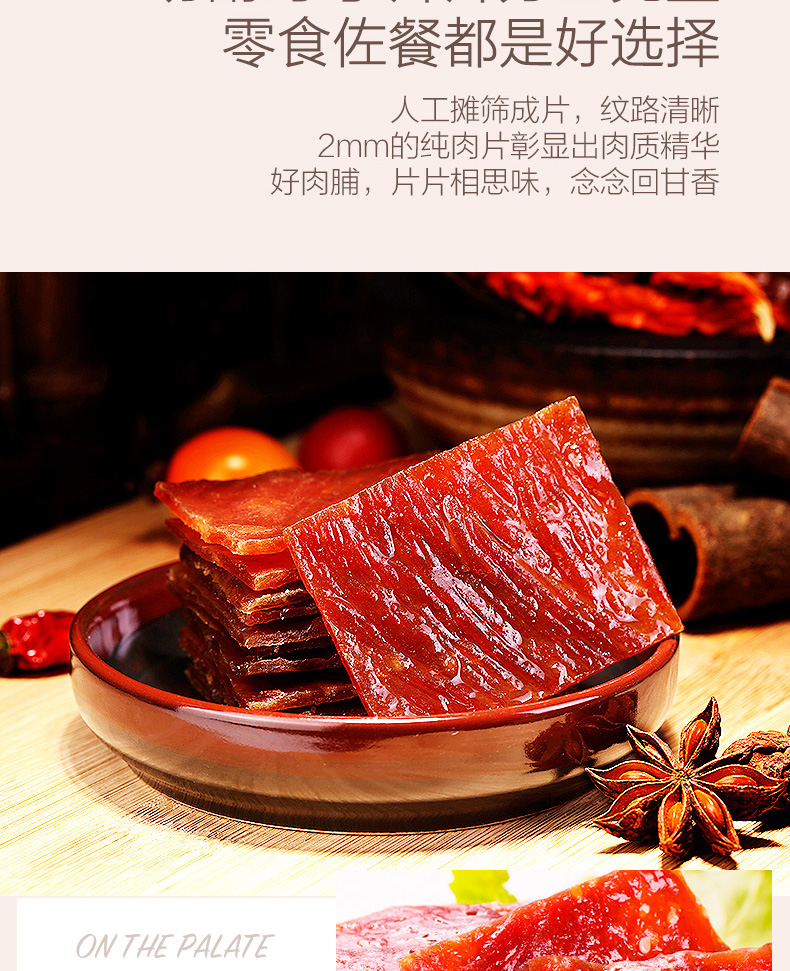 零食佐餐都是好选择
人工摊筛成片，纹路清晰
2mm的纯肉片彰显出肉质精华
好肉脯，片片相思味，念念回甘香
ON THE PALATE